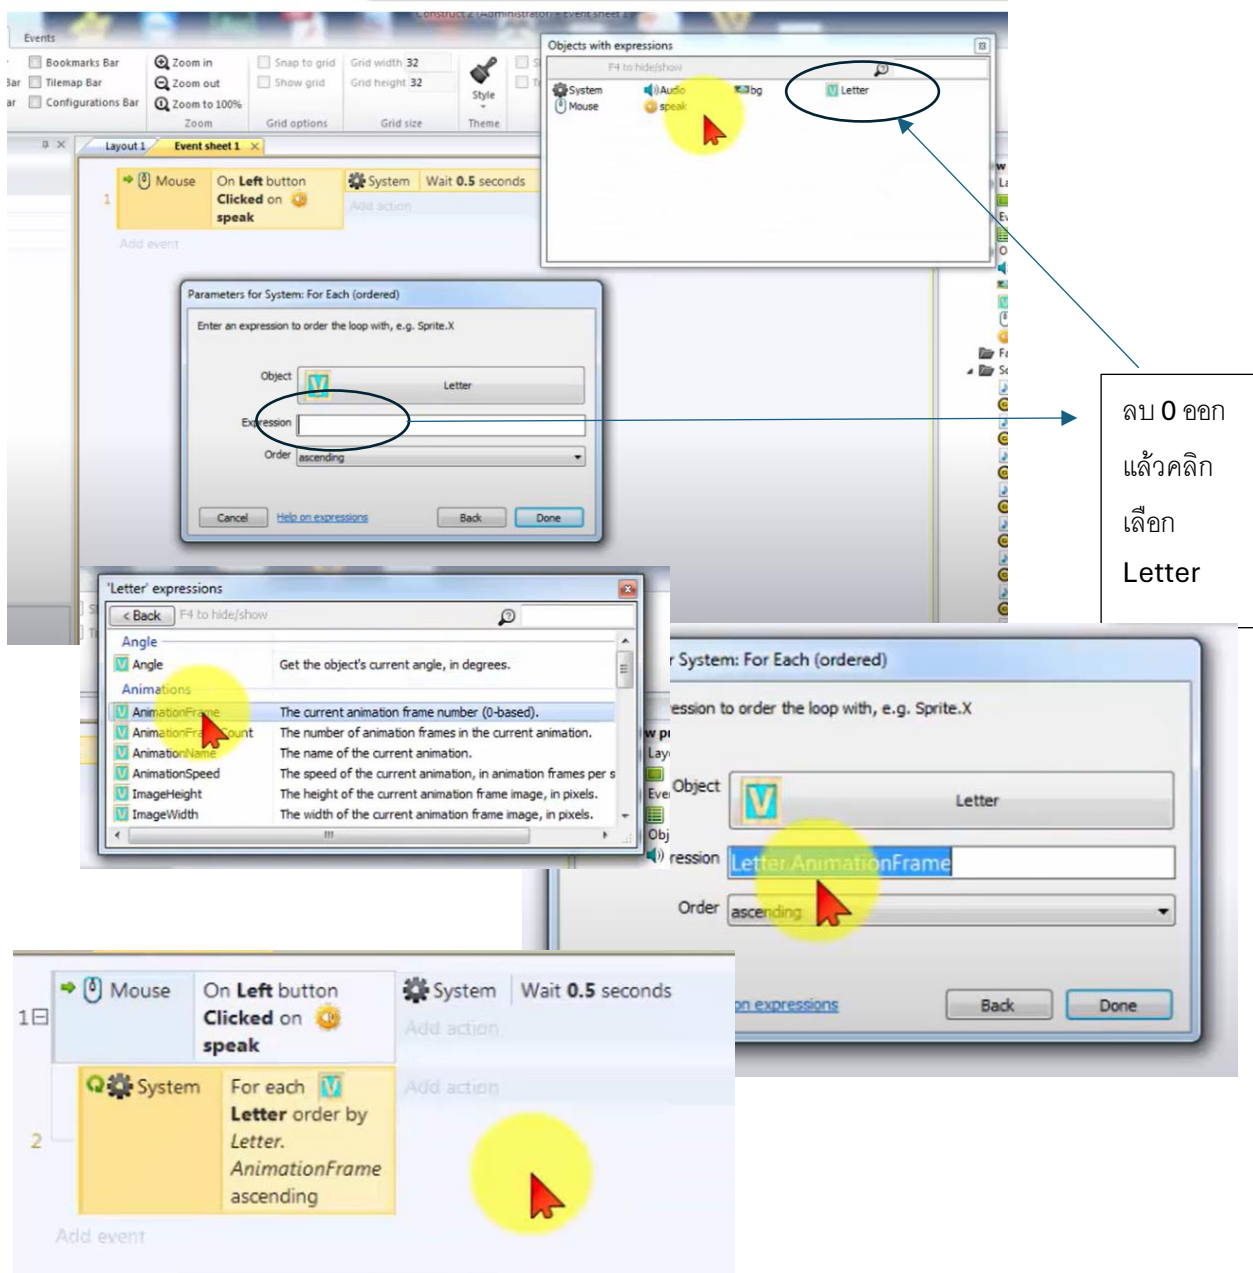 Construct 2 (Administrator) - Event sheet 1
Events
Bookmarks Bar
Zoom in
Snap to grid
Grid width 32
Bar
Tilemap Bar
Zoom out
Show grid
Grid height 32
Configurations Bar
Zoom to 100%
Style
Zoom
Grid options
Grid size
Theme
Objects with expressions
F4 to hide/show
System
Audio
bg
Letter
Mouse
speak
Layout 1
Event sheet 1
1
Mouse
On Left button
Clicked on
speak
System
Wait 0.5 seconds
Add action
Add event
Parameters for System: For Each (ordered)
Enter an expression to order the loop with, e.g. Sprite.X
Object
Letter
Expression
Order
ascending
Cancel
Help on expressions
Back
Done
ลบ 0 ออก
แล้วคลิก
เลือก
Letter
'Letter' expressions
< Back
F4 to hide/show
Angle
Angle
Get the object's current angle, in degrees.
Animations
AnimationFrame
The current animation frame number (0-based).
AnimationFrameCount
The number of animation frames in the current animation.
AnimationName
The name of the current animation.
AnimationSpeed
The speed of the current animation, in animation frames per s
ImageHeight
The height of the current animation frame image, in pixels.
ImageWidth
The width of the current animation frame image, in pixels.
r System: For Each (ordered)
ession to order the loop with, e.g. Sprite.X
Object
Letter
ression
Letter.AnimationFrame
Order
ascending
on expressions
Back
Done
1
Mouse
On Left button
Clicked on
speak
System
Wait 0.5 seconds
Add action
2
System
For each
Letter order by
Letter.
AnimationFrame
ascending
Add action
Add event